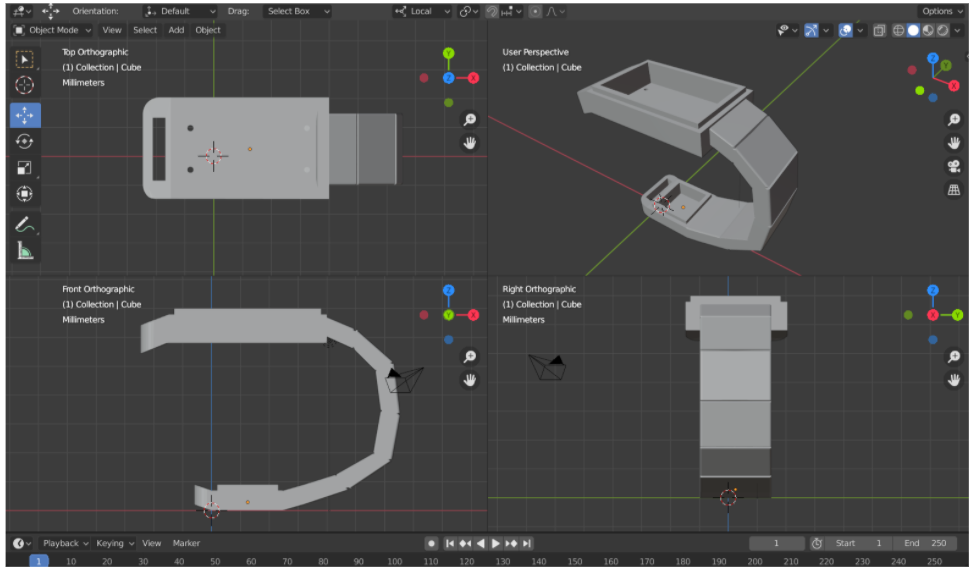 Orientation: Default Drag: Select Box Local Options
Object Mode View Select Add Object
Top Orthographic
(1) Collection | Cube
Millimeters
Y
Z
X
User Perspective
(1) Collection | Cube
Millimeters
Z
X
Front Orthographic
(1) Collection | Cube
Millimeters
Z
Y
X
Right Orthographic
(1) Collection | Cube
Millimeters
Z
X
Y
Playback Keying View Marker 1 Start 1 End 250
1 10 20 30 40 50 60 70 80 90 100 110 120 130 140 150 160 170 180 190 200 210 220 230 240 250